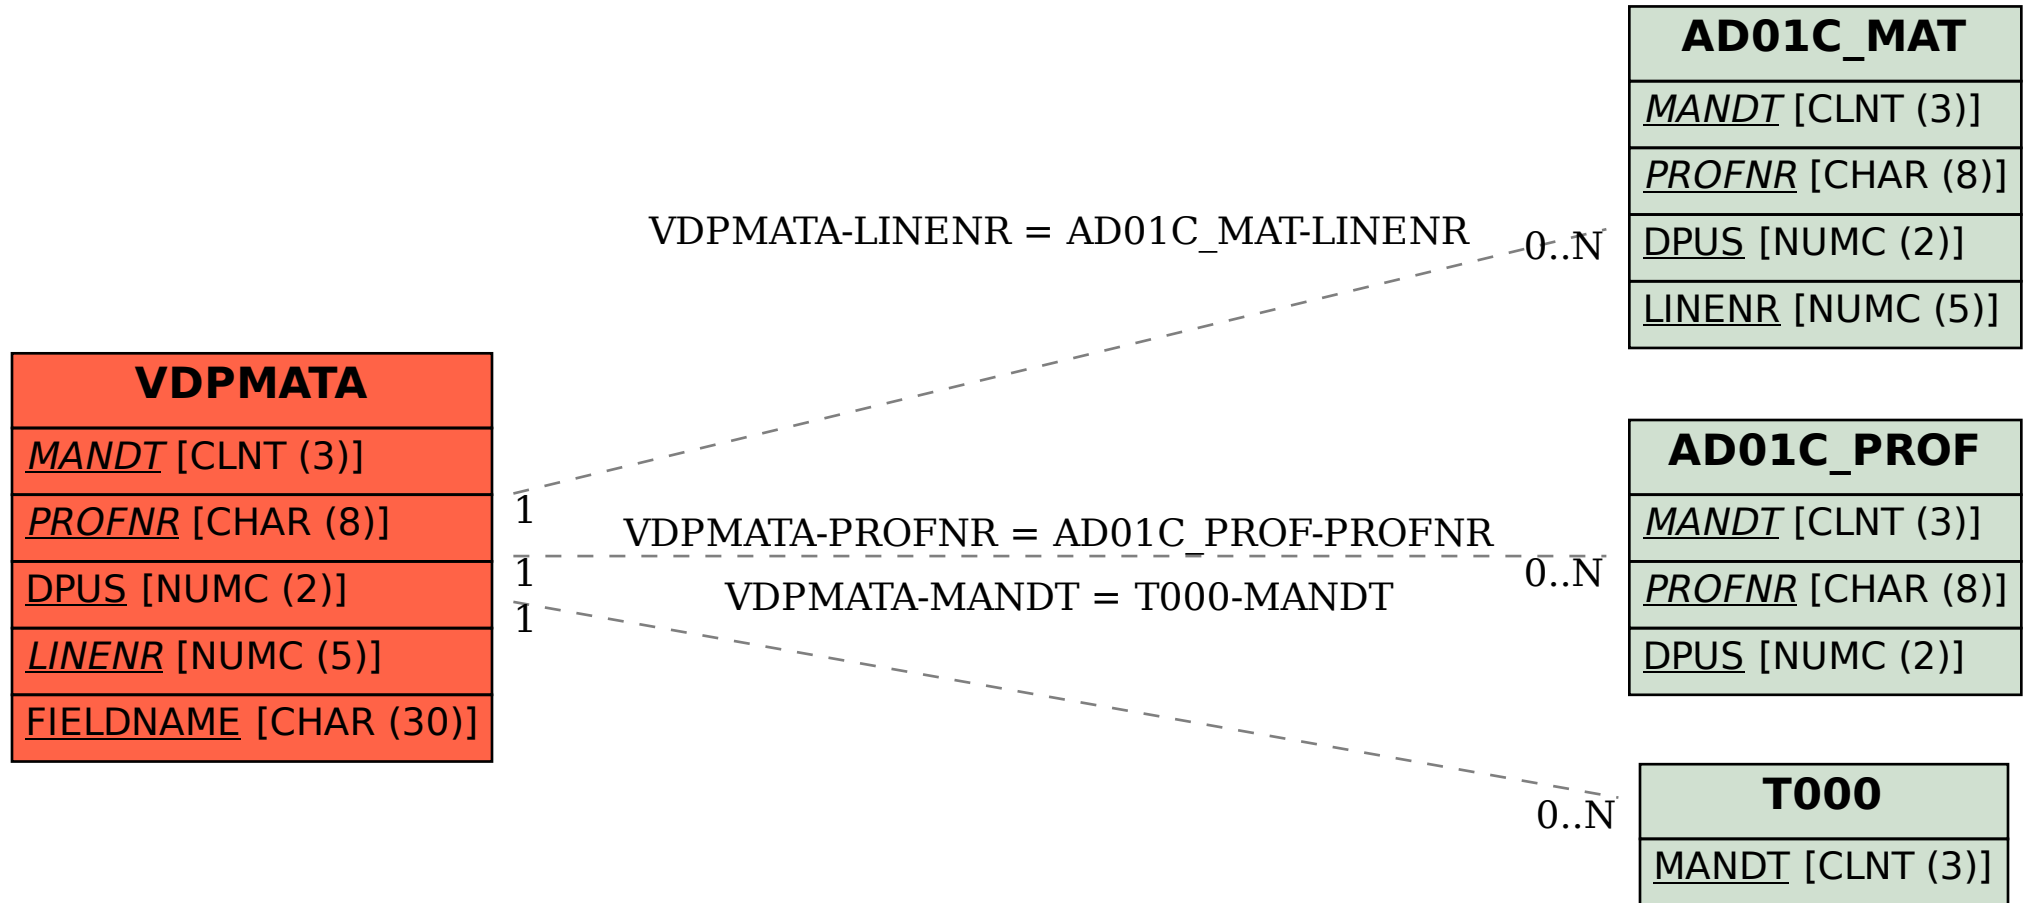 AD01C_MAT
MANDT [CLNT (3)]
PROFNR [CHAR (8)]
DPUS [NUMC (2)]
LINENR [NUMC (5)]
VDPMATA-LINENR = AD01C_MAT-LINENR
0..N
VDPMATA
MANDT [CLNT (3)]
PROFNR [CHAR (8)]
DPUS [NUMC (2)]
LINENR [NUMC (5)]
FIELDNAME [CHAR (30)]
1
VDPMATA-PROFNR = AD01C_PROF-PROFNR
1
0..N
VDPMATA-MANDT = T000-MANDT
1
0..N
AD01C_PROF
MANDT [CLNT (3)]
PROFNR [CHAR (8)]
DPUS [NUMC (2)]
T000
MANDT [CLNT (3)]